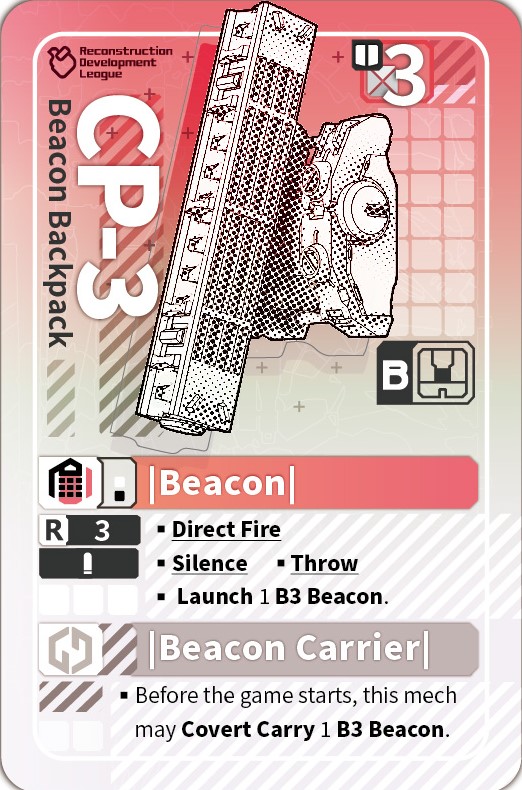 Reconstruction
Development
League
3
CP-3
Beacon Backpack
B
|Beacon|
R 3
▪ Direct Fire
▪ Silence ▪ Throw
▪ Launch 1 B3 Beacon.
|Beacon Carrier|
▪ Before the game starts, this mech
may Covert Carry 1 B3 Beacon.